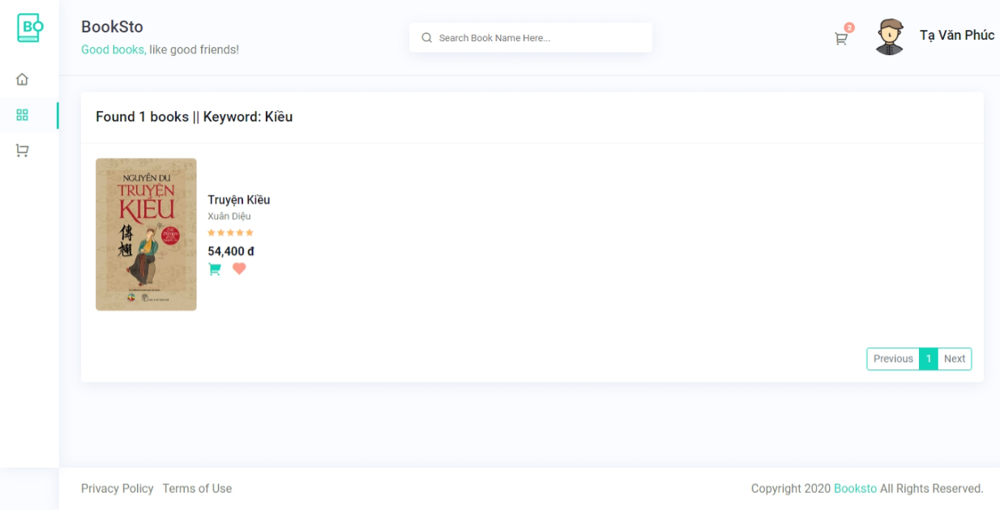 BO
BookSto
Good books, like good friends!
Search Book Name Here...
2
Tạ Văn Phúc
Found 1 books || Keyword: Kiều
NGUYỄN DU
TRUYỆN
KIỀU
傳
翹
Truyện Kiều
Xuân Diệu
54,400 đ
Previous 1 Next
Privacy Policy Terms of Use
Copyright 2020 Booksto All Rights Reserved.